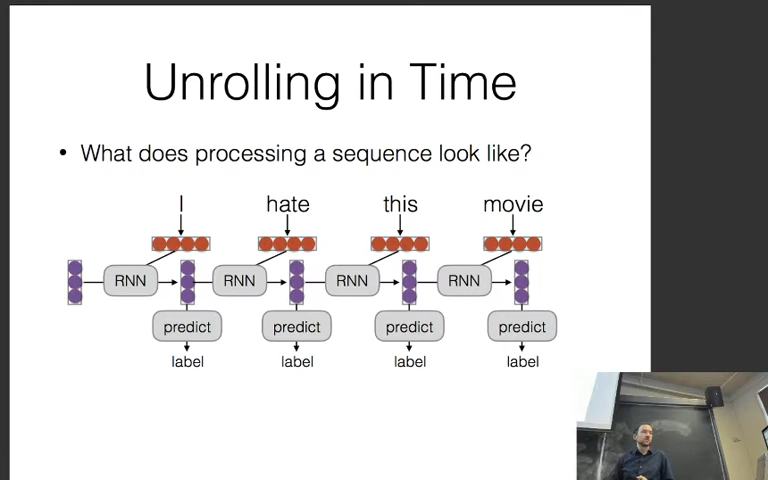 Unrolling in Time
• What does processing a sequence look like?
I hate this movie
RNN RNN RNN RNN
predict predict predict predict
label label label label